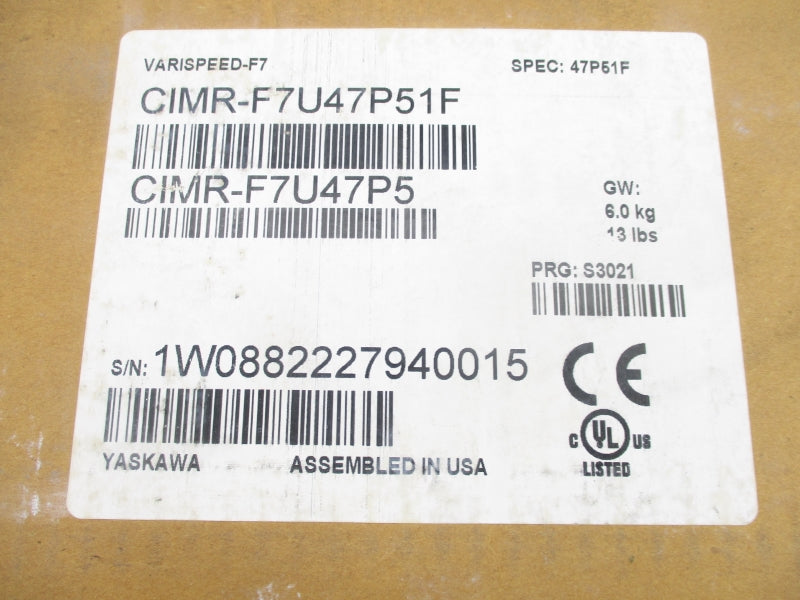 VARISPEED-F7 SPEC: 47P51F
CIMR-F7U47P51F
CIMR-F7U47P5
GW:
6.0 kg
13 lbs
PRG: S3021
S/N: 1W0882227940015
CE
C UL US
LISTED
YASKAWA ASSEMBLED IN USA